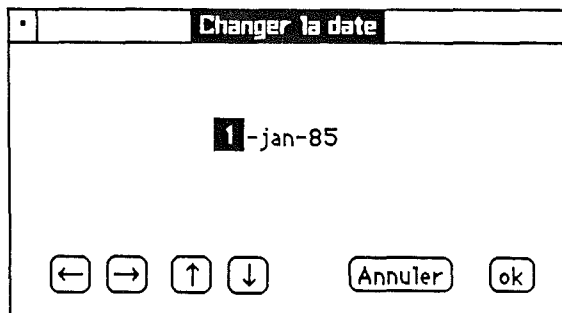 Changer la date
1-jan-85
← → ↑ ↓ Annuler ok